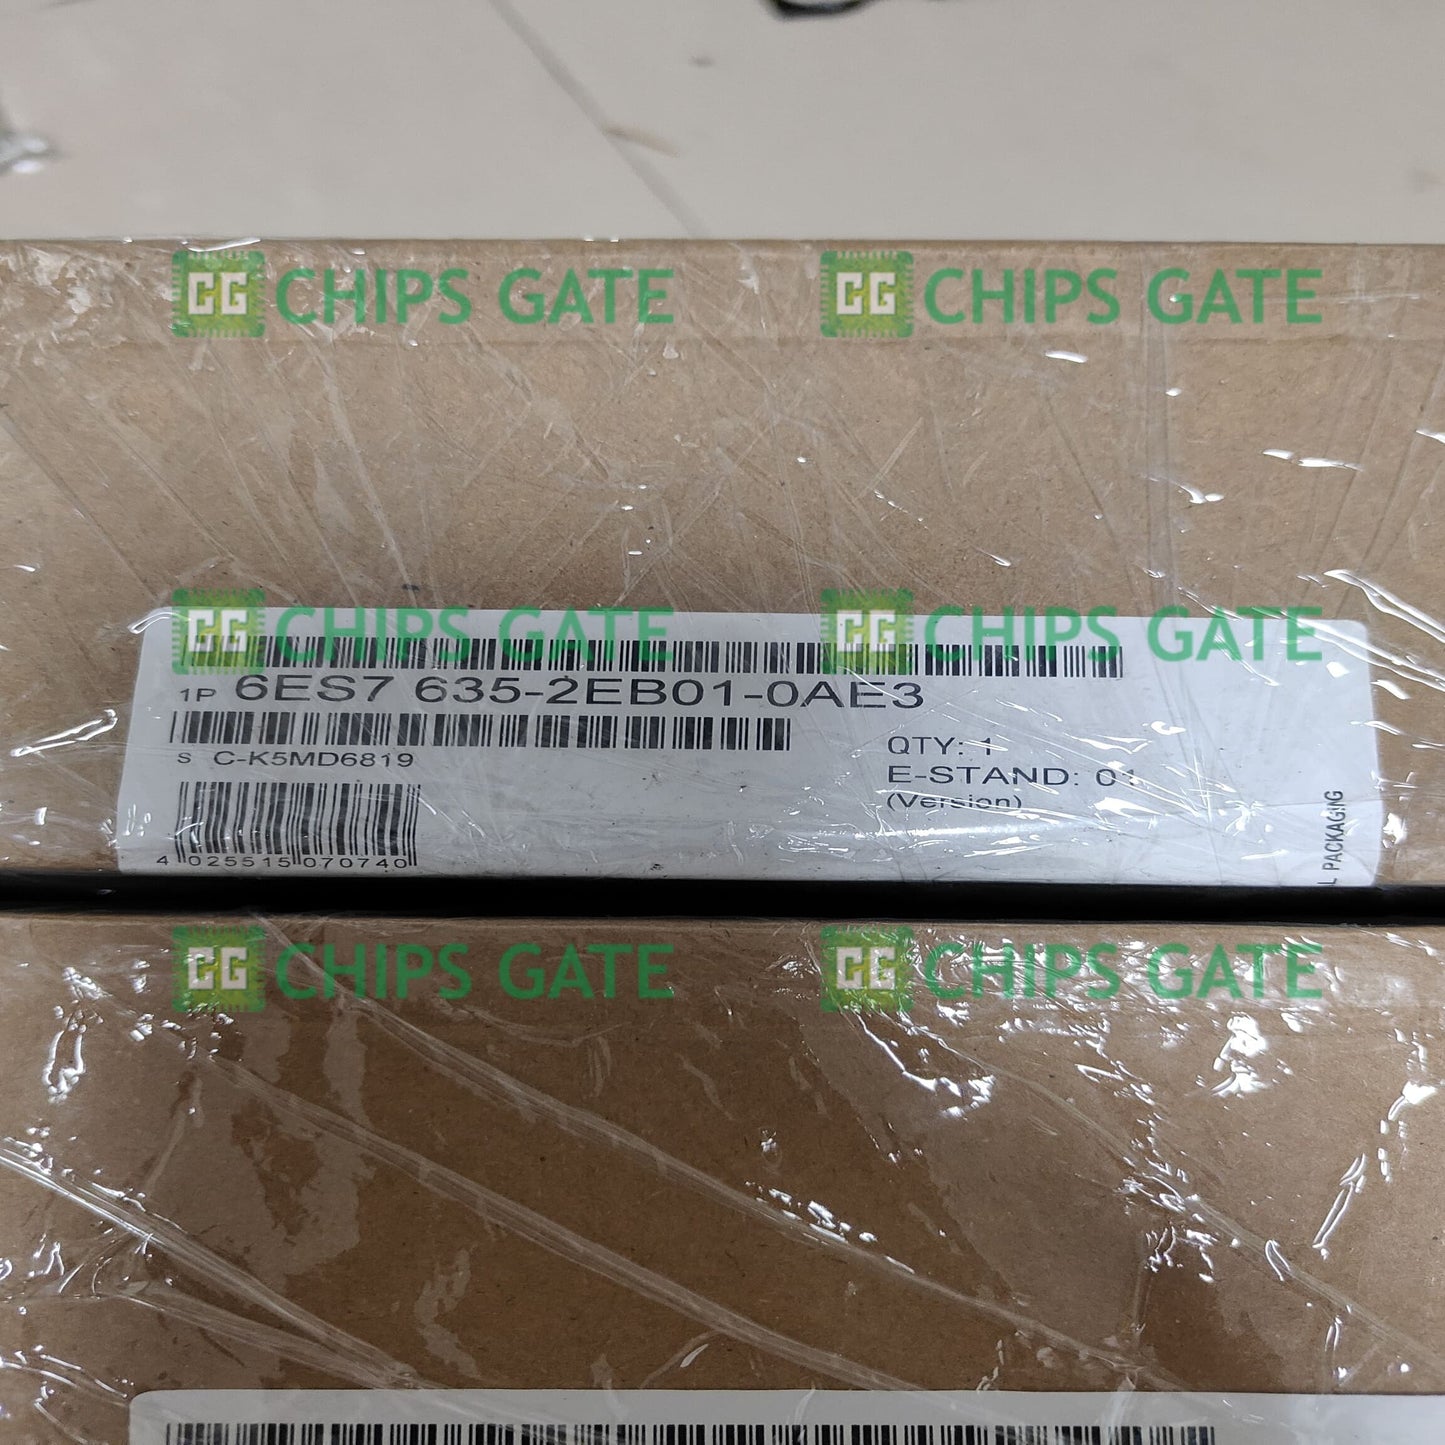 CG CHIPS GATE CG CHIPS GATE
CG CHIPS GATE CG CHIPS GATE
1P 6ES7 635-2EB01-0AE3
S C-K5MD6819
QTY: 1
E-STAND: 01
(Version)
4 025515 070740
L PACKAGING
CG CHIPS GATE CG CHIPS GATE